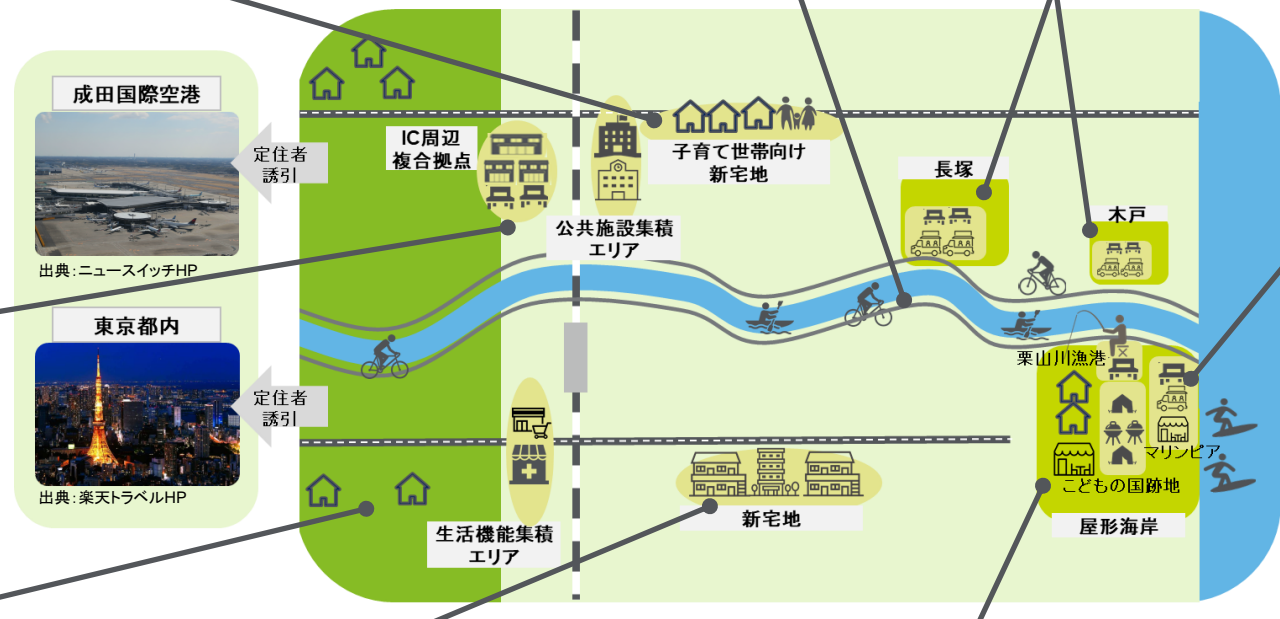 成田国際空港
出典：ニュースイッチHP
東京都内
出典：楽天トラベルHP
定住者
誘引
定住者
誘引
IC周辺
複合拠点
公共施設集積
エリア
子育て世帯向け
新宅地
長塚
木戸
栗山川漁港
マリンピア
こどもの国跡地
屋形海岸
生活機能集積
エリア
新宅地